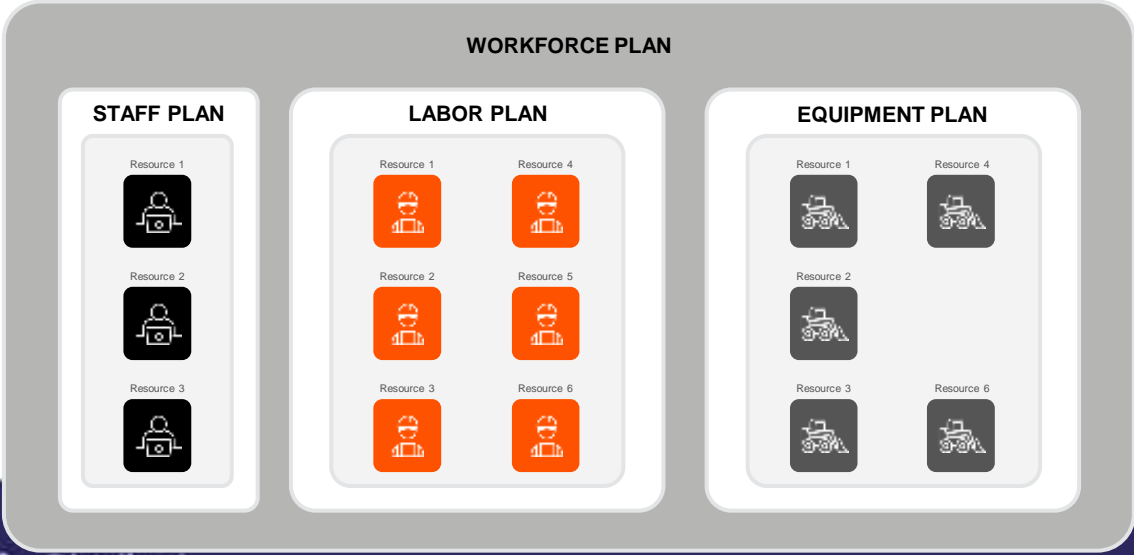 WORKFORCE PLAN
STAFF PLAN
Resource 1
Resource 2
Resource 3
LABOR PLAN
Resource 1
Resource 4
Resource 2
Resource 5
Resource 3
Resource 6
EQUIPMENT PLAN
Resource 1
Resource 4
Resource 2
Resource 3
Resource 6